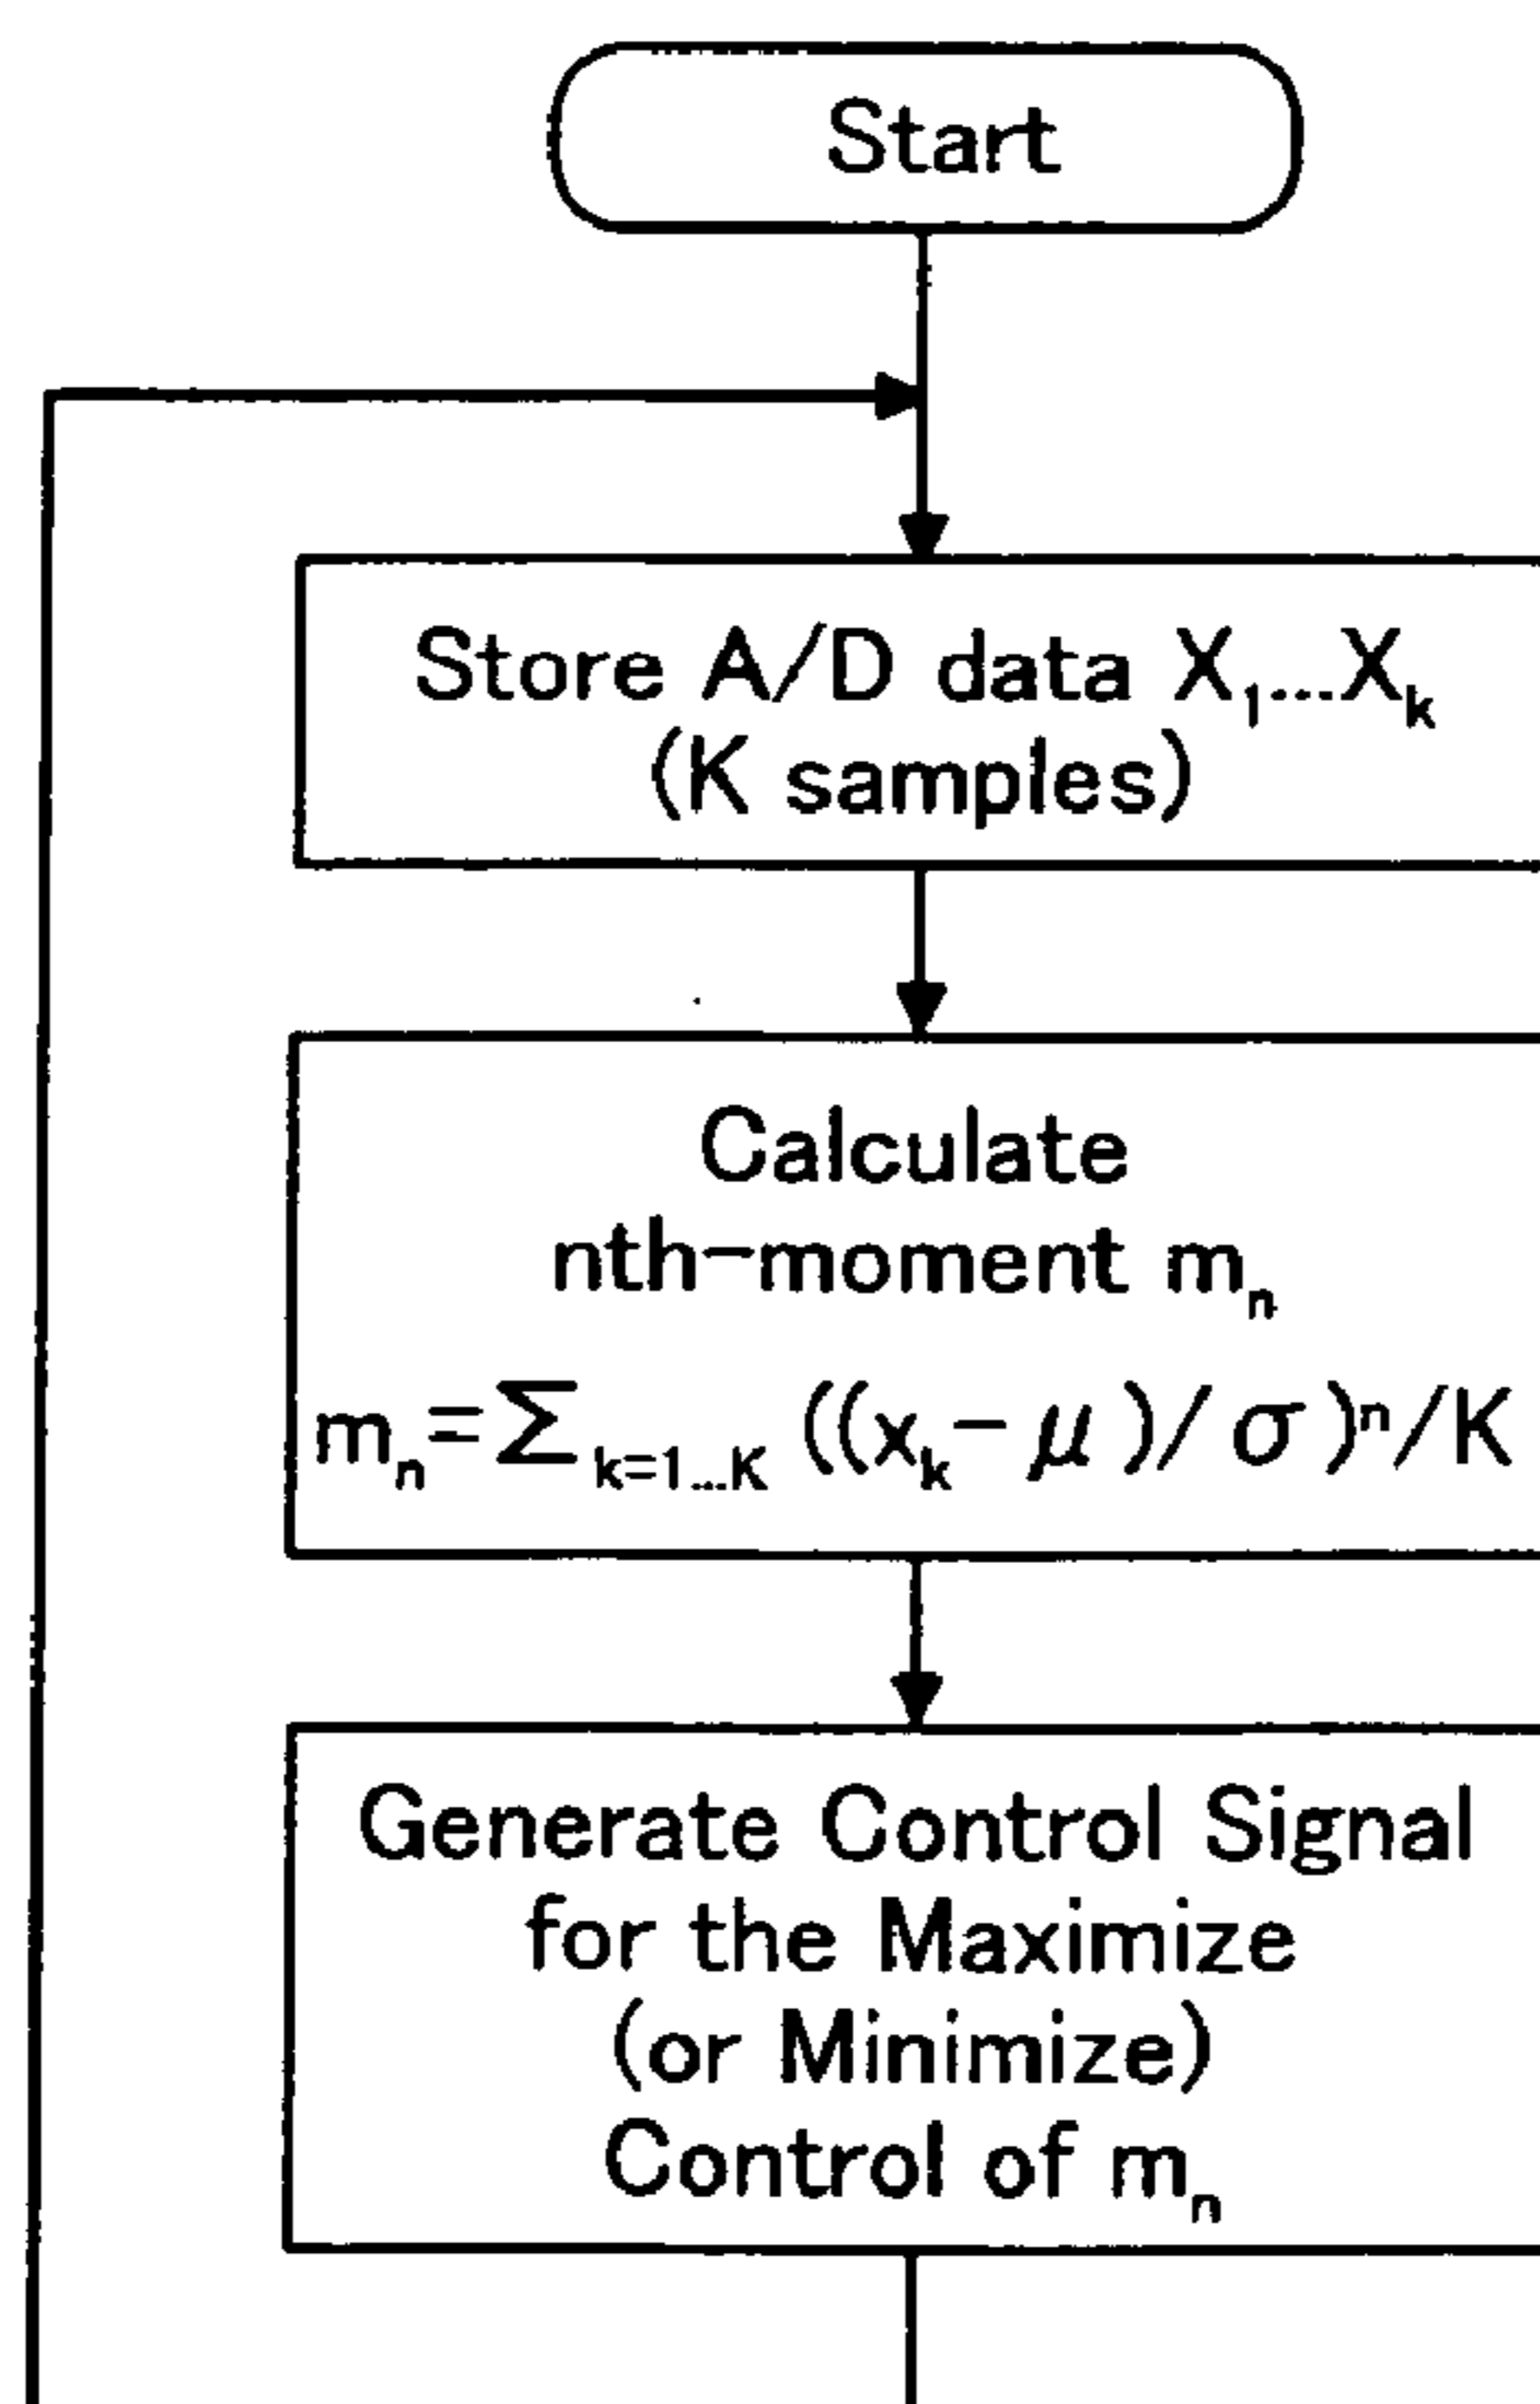 Start
Store A/D data X₁...Xₖ
(K samples)
Calculate
nth-moment mₙ
mₙ=Σₖ₌₁...K ((xₖ-μ)/σ)ⁿ/K
Generate Control Signal
for the Maximize
(or Minimize)
Control of mₙ